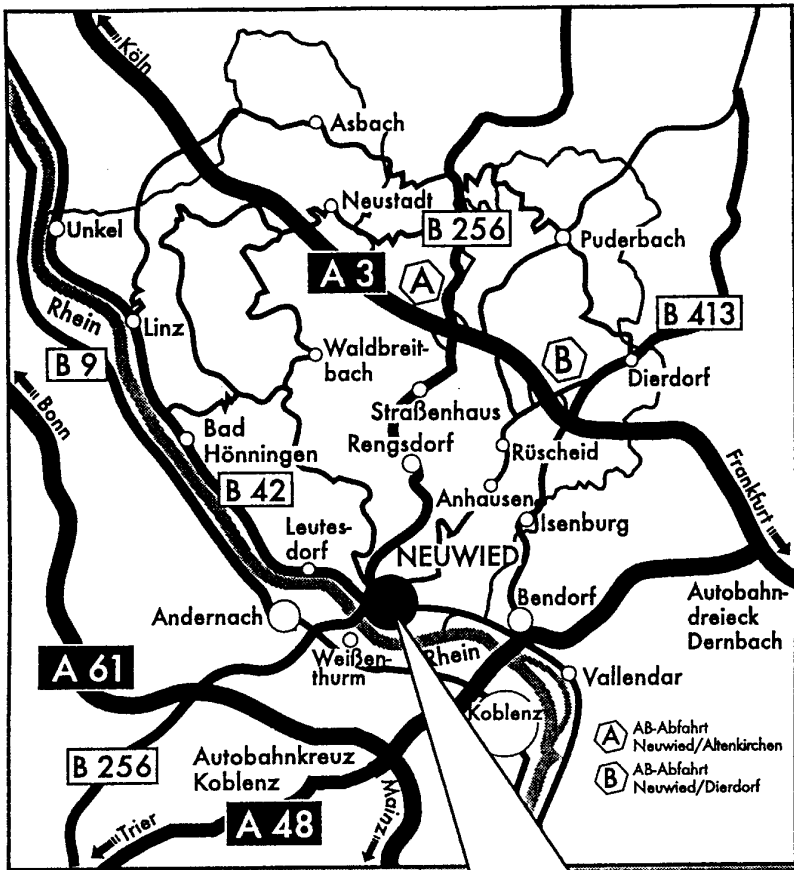 Köln
Asbach
Neustadt
B 256
Unkel
Puderbach
A 3
A
Rhein
Linz
B 413
B 9
Waldbreit-
bach
B
Dierdorf
Bonn
Straßenhaus
Bad
Hönningen
Rengsdorf
Rüscheid
Frankfurt
B 42
Anhausen
Isenburg
Leutes-
dorf
NEUWIED
Andernach
Bendorf
Autobahn-
dreieck
Dernbach
Weißen-
thurm
Rhein
A 61
Vallendar
Koblenz
A
AB-Abfahrt
Neuwied/Altenkirchen
B 256
Autobahnkreuz
Koblenz
B
AB-Abfahrt
Neuwied/Dierdorf
Mainz
Trier
A 48